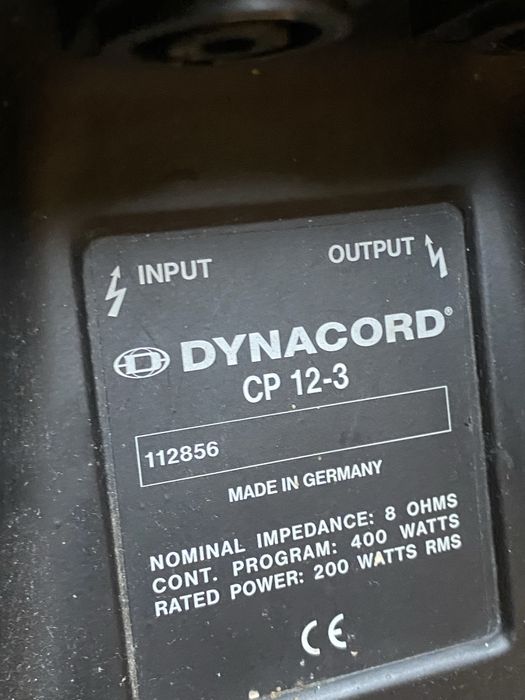 INPUT
OUTPUT
DYNACORD®
CP 12-3
112856
MADE IN GERMANY
NOMINAL IMPEDANCE: 8 OHMS
CONT. PROGRAM: 400 WATTS
RATED POWER: 200 WATTS RMS
CE